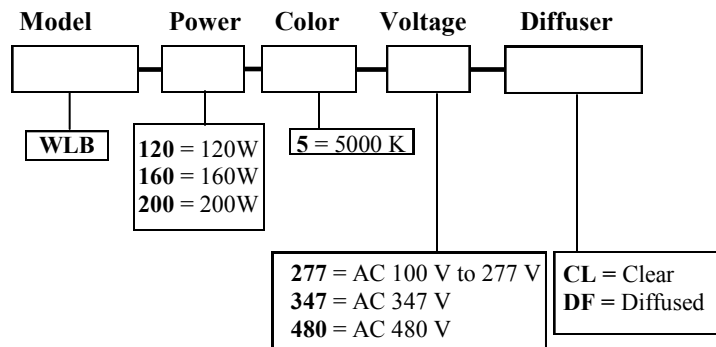 Model Power Color Voltage Diffuser
WLB
120 = 120W
160 = 160W
200 = 200W
5 = 5000 K
277 = AC 100 V to 277 V
347 = AC 347 V
480 = AC 480 V
CL = Clear
DF = Diffused